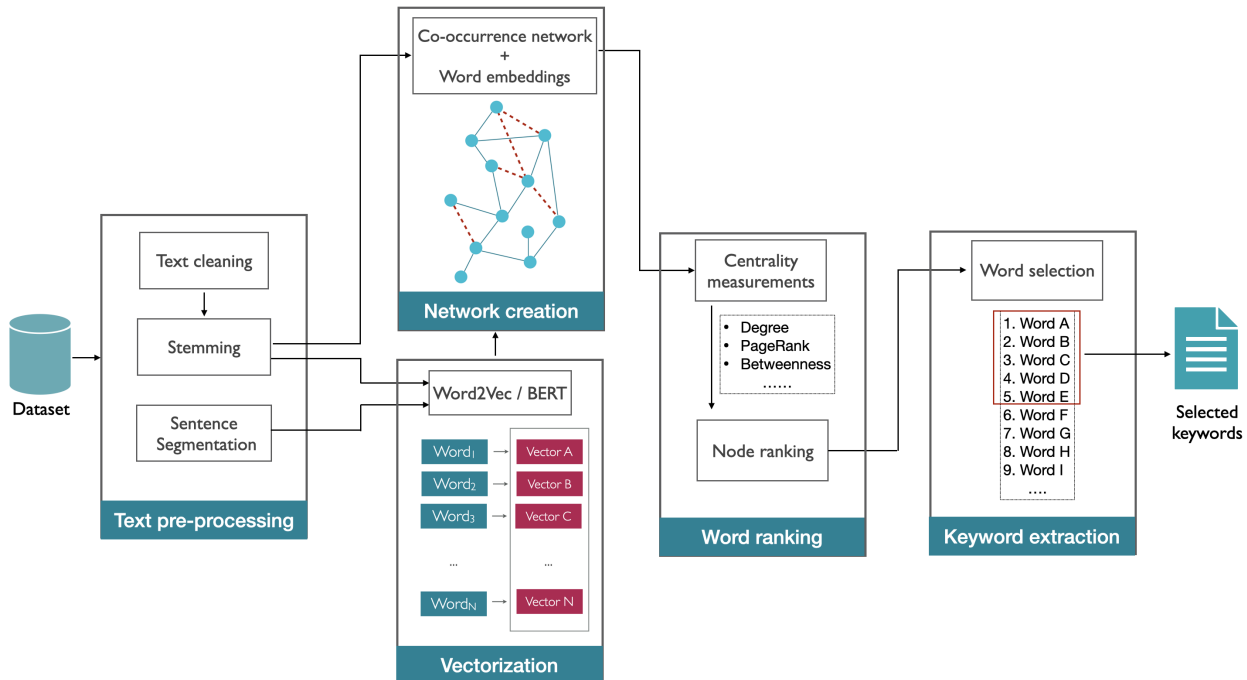 Dataset
Text cleaning
Stemming
Sentence
Segmentation
Text pre-processing
Co-occurrence network
+
Word embeddings
Network creation
Word2Vec / BERT
Word₁
Vector A
Word₂
Vector B
Word₃
Vector C
...
...
Wordₙ
Vector N
Vectorization
Centrality
measurements
• Degree
• PageRank
• Betweenness
......
Node ranking
Word ranking
Word selection
1. Word A
2. Word B
3. Word C
4. Word D
5. Word E
6. Word F
7. Word G
8. Word H
9. Word I
....
Keyword extraction
Selected
keywords